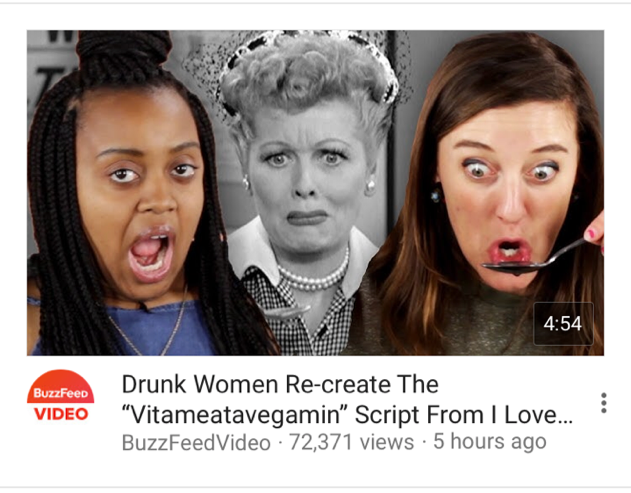 4:54
BuzzFeed
VIDEO
Drunk Women Re-create The
“Vitameatavegamin” Script From I Love...
BuzzFeedVideo · 72,371 views · 5 hours ago